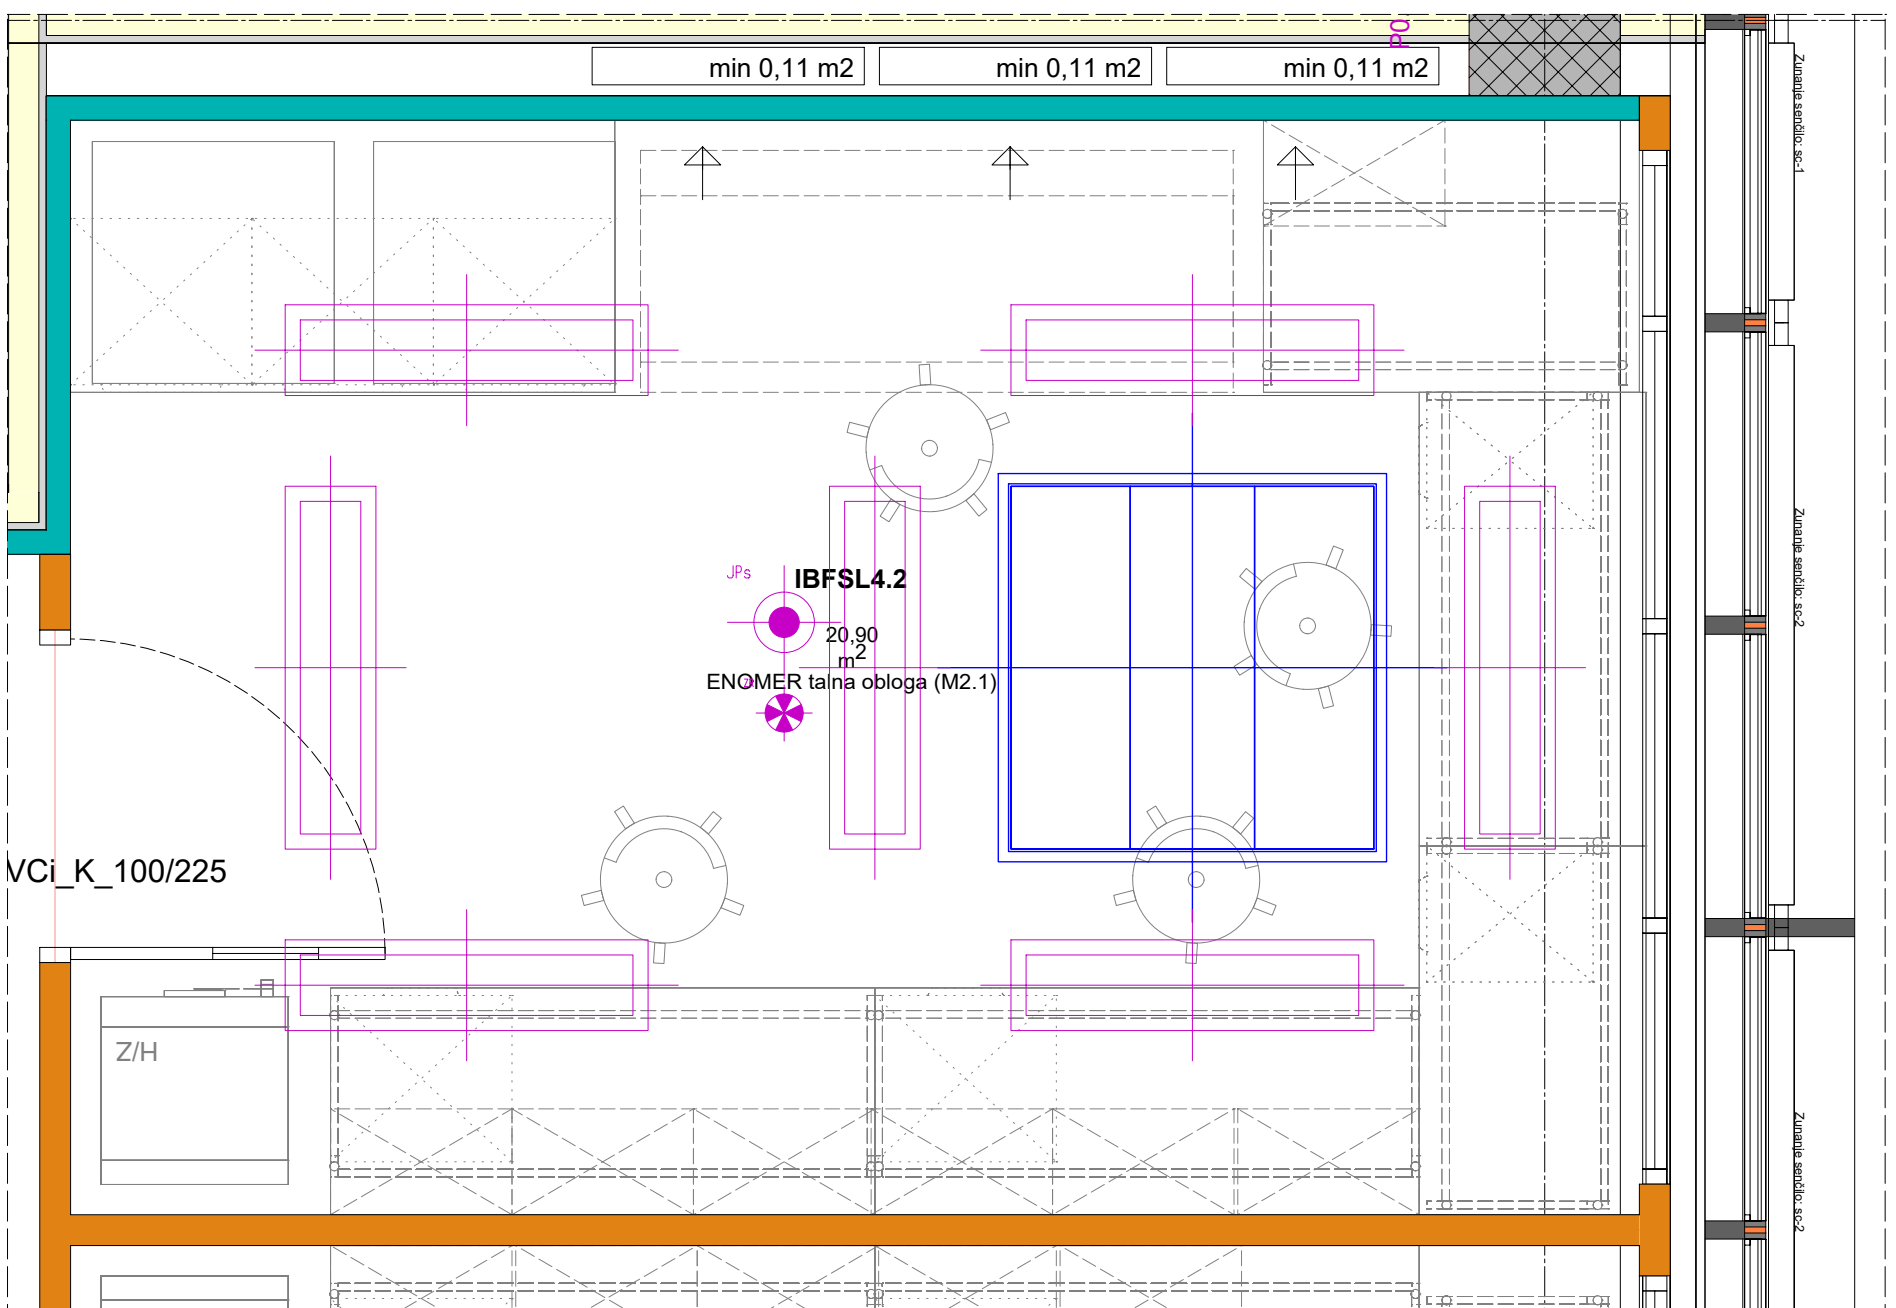 PO
min 0,11 m2
min 0,11 m2
min 0,11 m2
Zunanje senčilo: sc-1
JPs
IBFSL4.2
20,90
m2
ENOMER talna obloga (M2.1)
Zunanje senčilo: sc-2
VCi_K_100/225
Z/H
Zunanje senčilo: sc-2